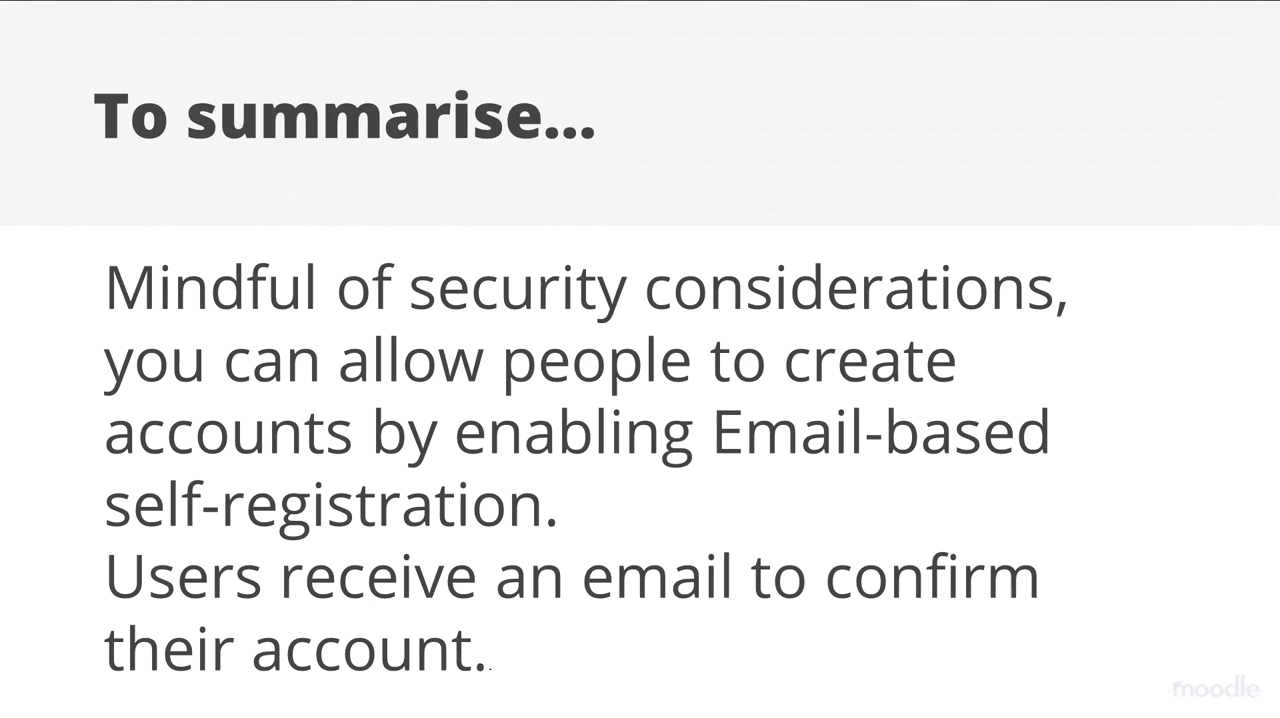 To summarise...
Mindful of security considerations,
you can allow people to create
accounts by enabling Email-based
self-registration.
Users receive an email to confirm
their account..
moodle